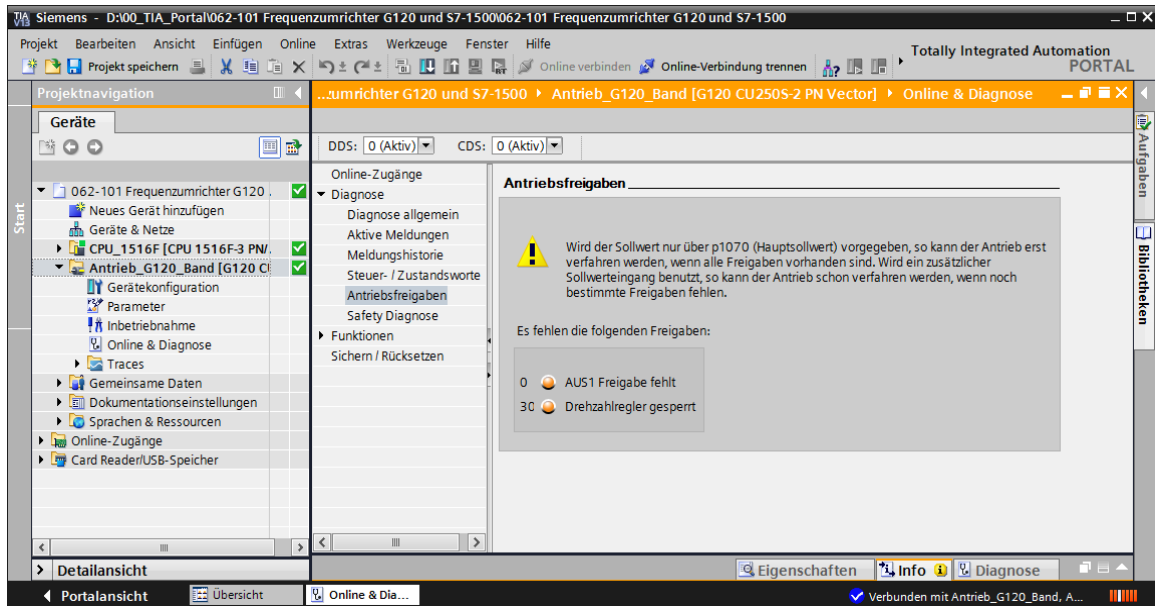 Siemens - D:\00_TIA_Portal\062-101 Frequenzumrichter G120 und S7-1500\062-101 Frequenzumrichter G120 und S7-1500
Projekt Bearbeiten Ansicht Einfügen Online Extras Werkzeuge Fenster Hilfe
Projekt speichern Online verbinden Online-Verbindung trennen
Totally Integrated Automation
PORTAL
Projektnavigation
...umrichter G120 und S7-1500 Antrieb_G120_Band [G120 CU250S-2 PN Vector] Online & Diagnose
Geräte
DDS: 0 (Aktiv) CDS: 0 (Aktiv)
Start
062-101 Frequenzumrichter G120 .
Neues Gerät hinzufügen
Geräte & Netze
CPU_1516F [CPU 1516F-3 PN/.
Antrieb_G120_Band [G120 CU
Gerätekonfiguration
Parameter
Inbetriebnahme
Online & Diagnose
Traces
Gemeinsame Daten
Dokumentationseinstellungen
Sprachen & Ressourcen
Online-Zugänge
Card Reader/USB-Speicher
Detailansicht
Online-Zugänge
Diagnose
Diagnose allgemein
Aktive Meldungen
Meldungshistorie
Steuer- / Zustandsworte
Antriebsfreigaben
Safety Diagnose
Funktionen
Sichern / Rücksetzen
Antriebsfreigaben
Wird der Sollwert nur über p1070 (Hauptsollwert) vorgegeben, so kann der Antrieb erst
verfahren werden, wenn alle Freigaben vorhanden sind. Wird ein zusätzlicher
Sollwerteingang benutzt, so kann der Antrieb schon verfahren werden, wenn noch
bestimmte Freigaben fehlen.
Es fehlen die folgenden Freigaben:
0 AUS1 Freigabe fehlt
30 Drehzahlregler gesperrt
Aufgaben
Bibliotheken
Eigenschaften Info Diagnose
Portalansicht Übersicht Online & Dia... Verbunden mit Antrieb_G120_Band, A...